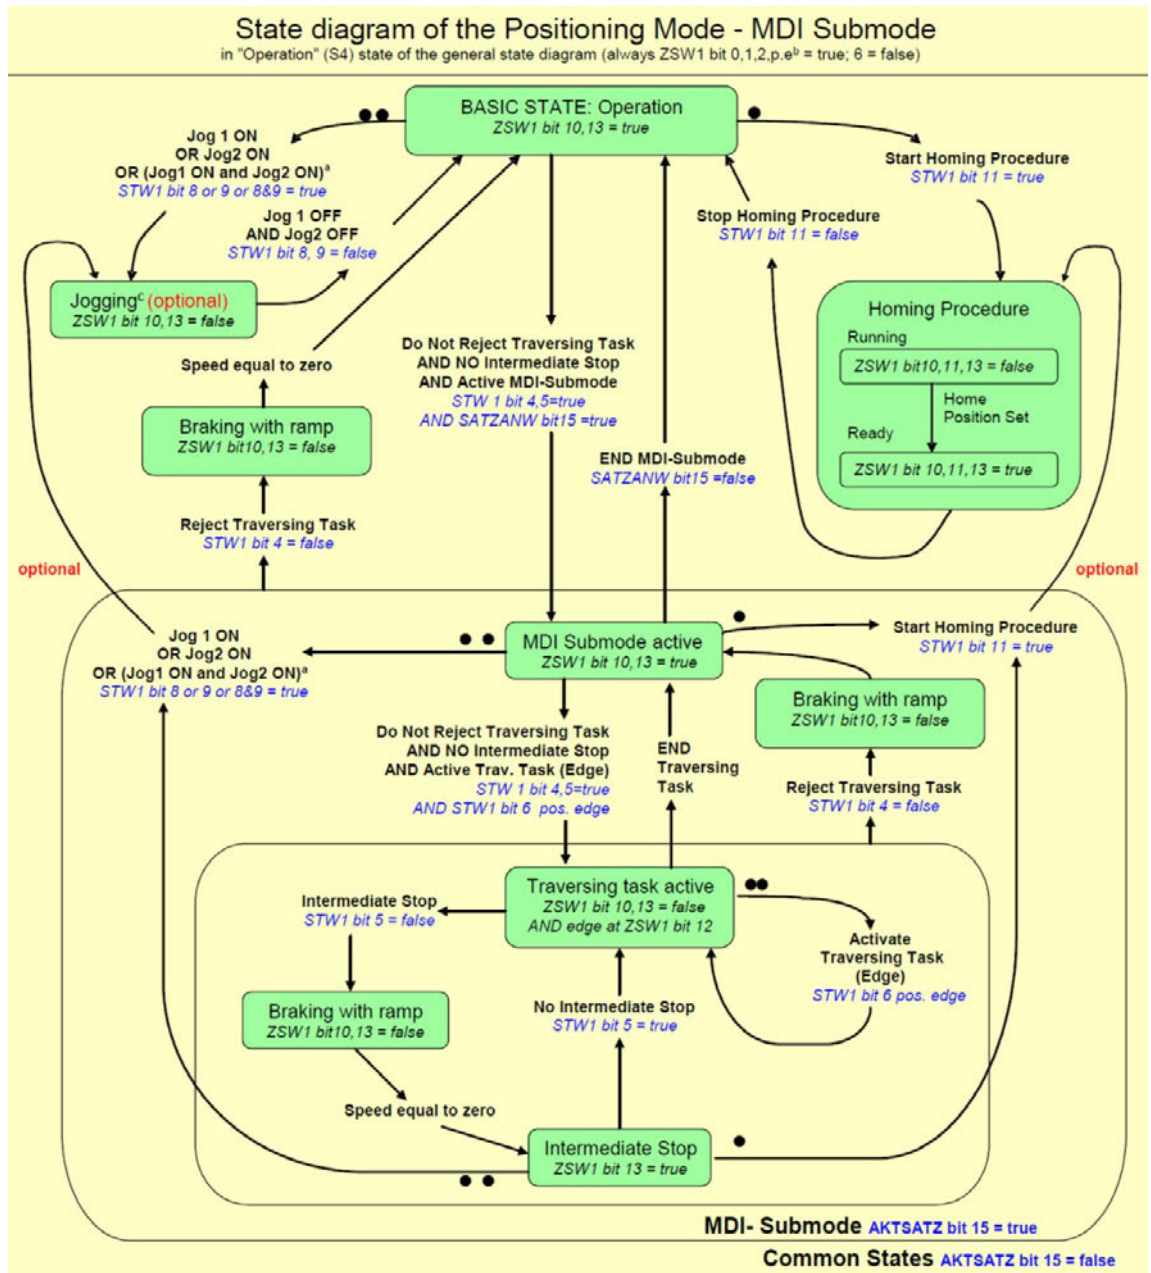 State diagram of the Positioning Mode - MDI Submode
in "Operation" (S4) state of the general state diagram (always ZSW1 bit 0,1,2,p.eᵇ = true; 6 = false)
BASIC STATE: Operation
ZSW1 bit 10,13 = true
Jog 1 ON
OR Jog2 ON
OR (Jog1 ON and Jog2 ON)ᵃ
STW1 bit 8 or 9 or 8&9 = true
Start Homing Procedure
STW1 bit 11 = true
Jog 1 OFF
AND Jog2 OFF
STW1 bit 8, 9 = false
Stop Homing Procedure
STW1 bit 11 = false
Joggingᶜ (optional)
ZSW1 bit 10,13 = false
Homing Procedure
Running
ZSW1 bit10,11,13 = false
Home
Position Set
Ready
ZSW1 bit 10,11,13 = true
Speed equal to zero
Do Not Reject Traversing Task
AND NO Intermediate Stop
AND Active MDI-Submode
STW 1 bit 4,5=true
AND SATZANW bit15 =true
Braking with ramp
ZSW1 bit10,13 = false
END MDI-Submode
SATZANW bit15 =false
Reject Traversing Task
STW1 bit 4 = false
optional
optional
Jog 1 ON
OR Jog2 ON
OR (Jog1 ON and Jog2 ON)ᵃ
STW1 bit 8 or 9 or 8&9 = true
MDI Submode active
ZSW1 bit 10,13 = true
Start Homing Procedure
STW1 bit 11 = true
Braking with ramp
ZSW1 bit10,13 = false
Do Not Reject Traversing Task
AND NO Intermediate Stop
AND Active Trav. Task (Edge)
STW 1 bit 4,5=true
AND STW1 bit 6 pos. edge
END
Traversing
Task
Reject Traversing Task
STW1 bit 4 = false
Traversing task active
ZSW1 bit 10,13 = false
AND edge at ZSW1 bit 12
Intermediate Stop
STW1 bit 5 = false
Activate
Traversing Task
(Edge)
STW1 bit 6 pos. edge
Braking with ramp
ZSW1 bit10,13 = false
No Intermediate Stop
STW1 bit 5 = true
Speed equal to zero
Intermediate Stop
ZSW1 bit 13 = true
MDI- Submode AKTSATZ bit 15 = true
Common States AKTSATZ bit 15 = false